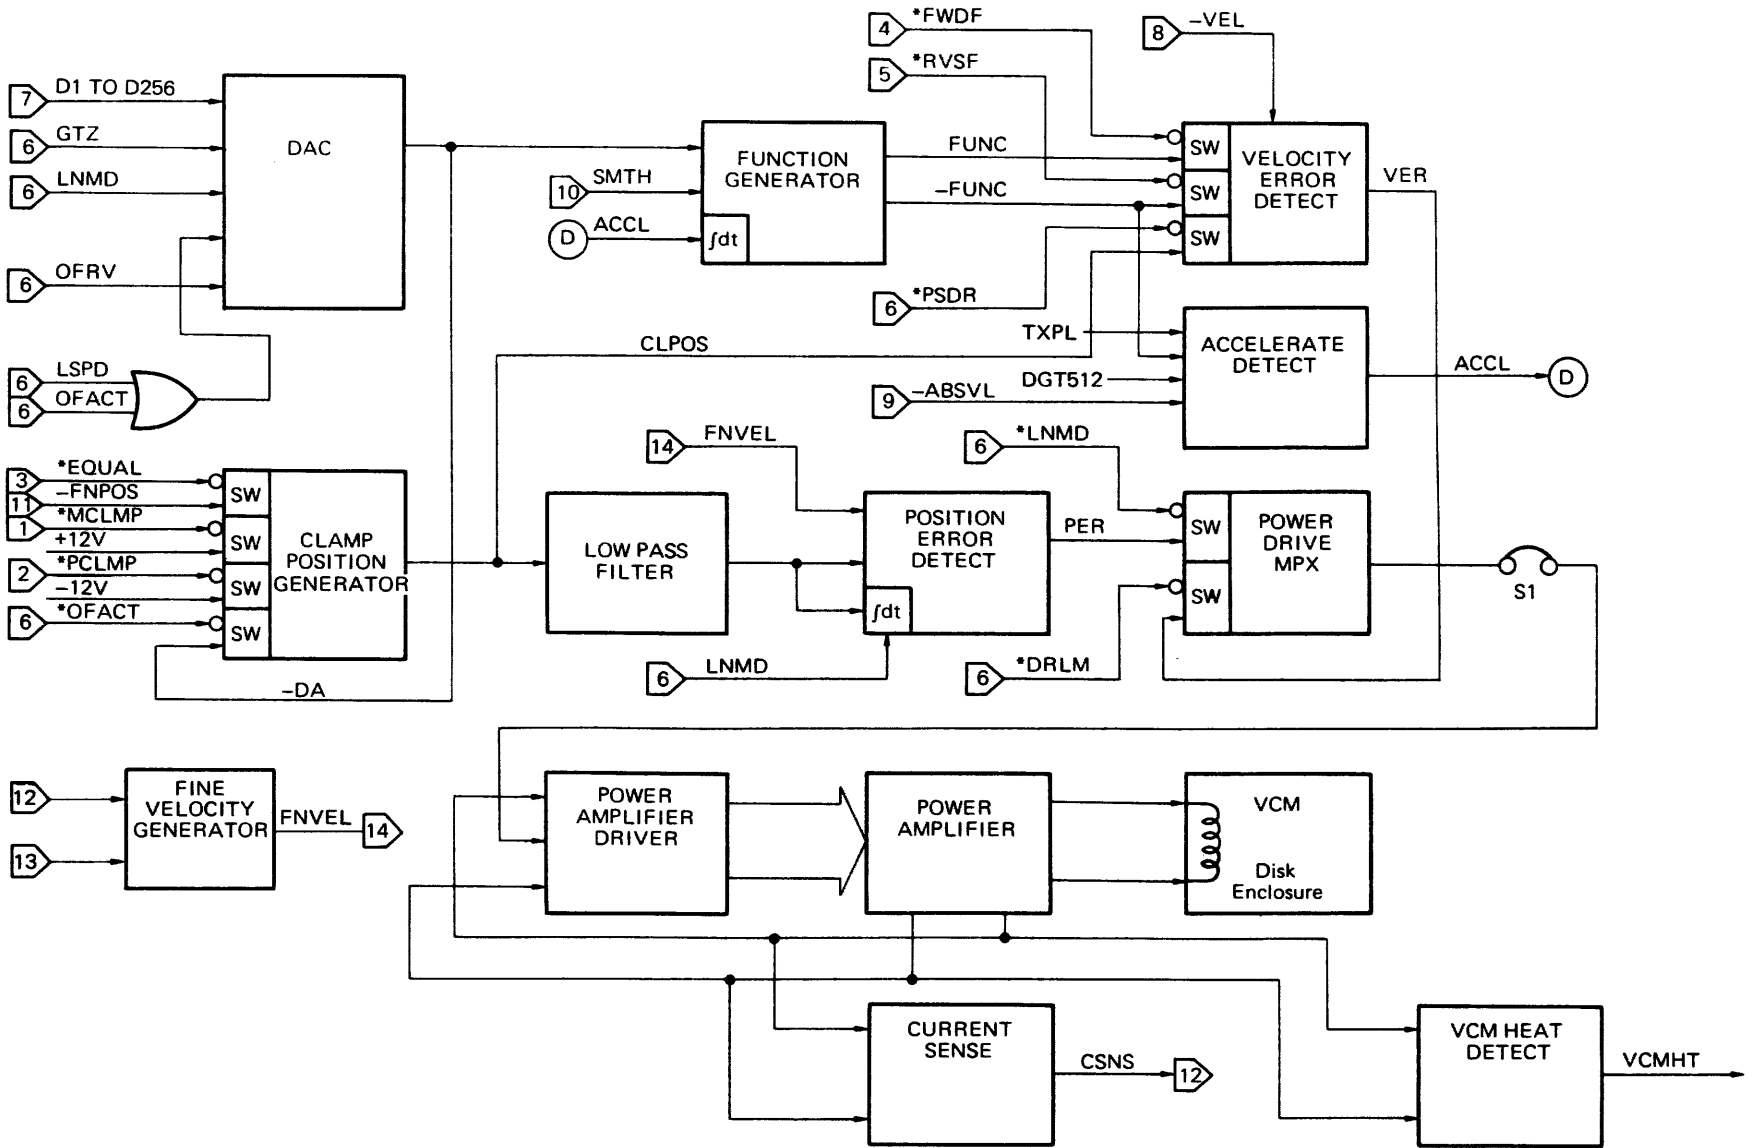 4 *FWDF
8 −VEL
5 *RVSF
7 D1 TO D256
6 GTZ
6 LNMD
6 OFRV
DAC
10 SMTH
D ACCL
FUNCTION
GENERATOR
∫dt
FUNC
−FUNC
SW
SW
SW
VELOCITY
ERROR
DETECT
VER
6 *PSDR
TXPL
DGT512
9 −ABSVL
ACCELERATE
DETECT
ACCL D
CLPOS
6 LSPD
6 OFACT
3 *EQUAL
11 −FNPOS
1 *MCLMP
+12V
2 *PCLMP
−12V
6 *OFACT
SW
SW
SW
SW
CLAMP
POSITION
GENERATOR
−DA
LOW PASS
FILTER
14 FNVEL
6 LNMD
POSITION
ERROR
DETECT
∫dt
PER
6 *LNMD
6 *DRLM
SW
SW
POWER
DRIVE
MPX
S1
12
13
FINE
VELOCITY
GENERATOR
FNVEL 14
POWER
AMPLIFIER
DRIVER
POWER
AMPLIFIER
VCM
Disk
Enclosure
CURRENT
SENSE
CSNS 12
VCM HEAT
DETECT
VCMHT